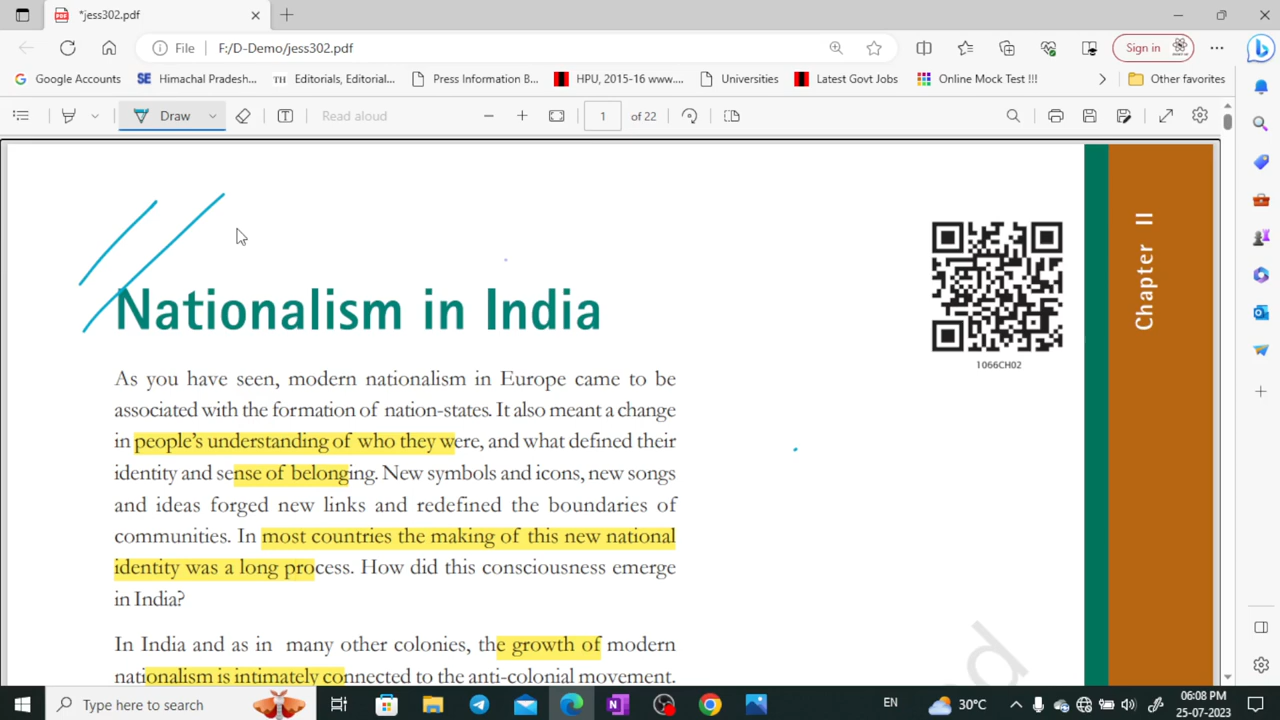 *jess302.pdf
File F:/D-Demo/jess302.pdf Sign in
Google Accounts SE Himachal Pradesh... TH Editorials, Editorial... Press Information B... HPU, 2015-16 www.... Universities Latest Govt Jobs Online Mock Test !!! Other favorites
Draw Read aloud 1 of 22
Chapter II
1066CH02
Nationalism in India
As you have seen, modern nationalism in Europe came to be
associated with the formation of nation-states. It also meant a change
in people's understanding of who they were, and what defined their
identity and sense of belonging. New symbols and icons, new songs
and ideas forged new links and redefined the boundaries of
communities. In most countries the making of this new national
identity was a long process. How did this consciousness emerge
in India?
In India and as in many other colonies, the growth of modern
nationalism is intimately connected to the anti-colonial movement.
d
Type here to search EN 30°C 06:08 PM
25-07-2023